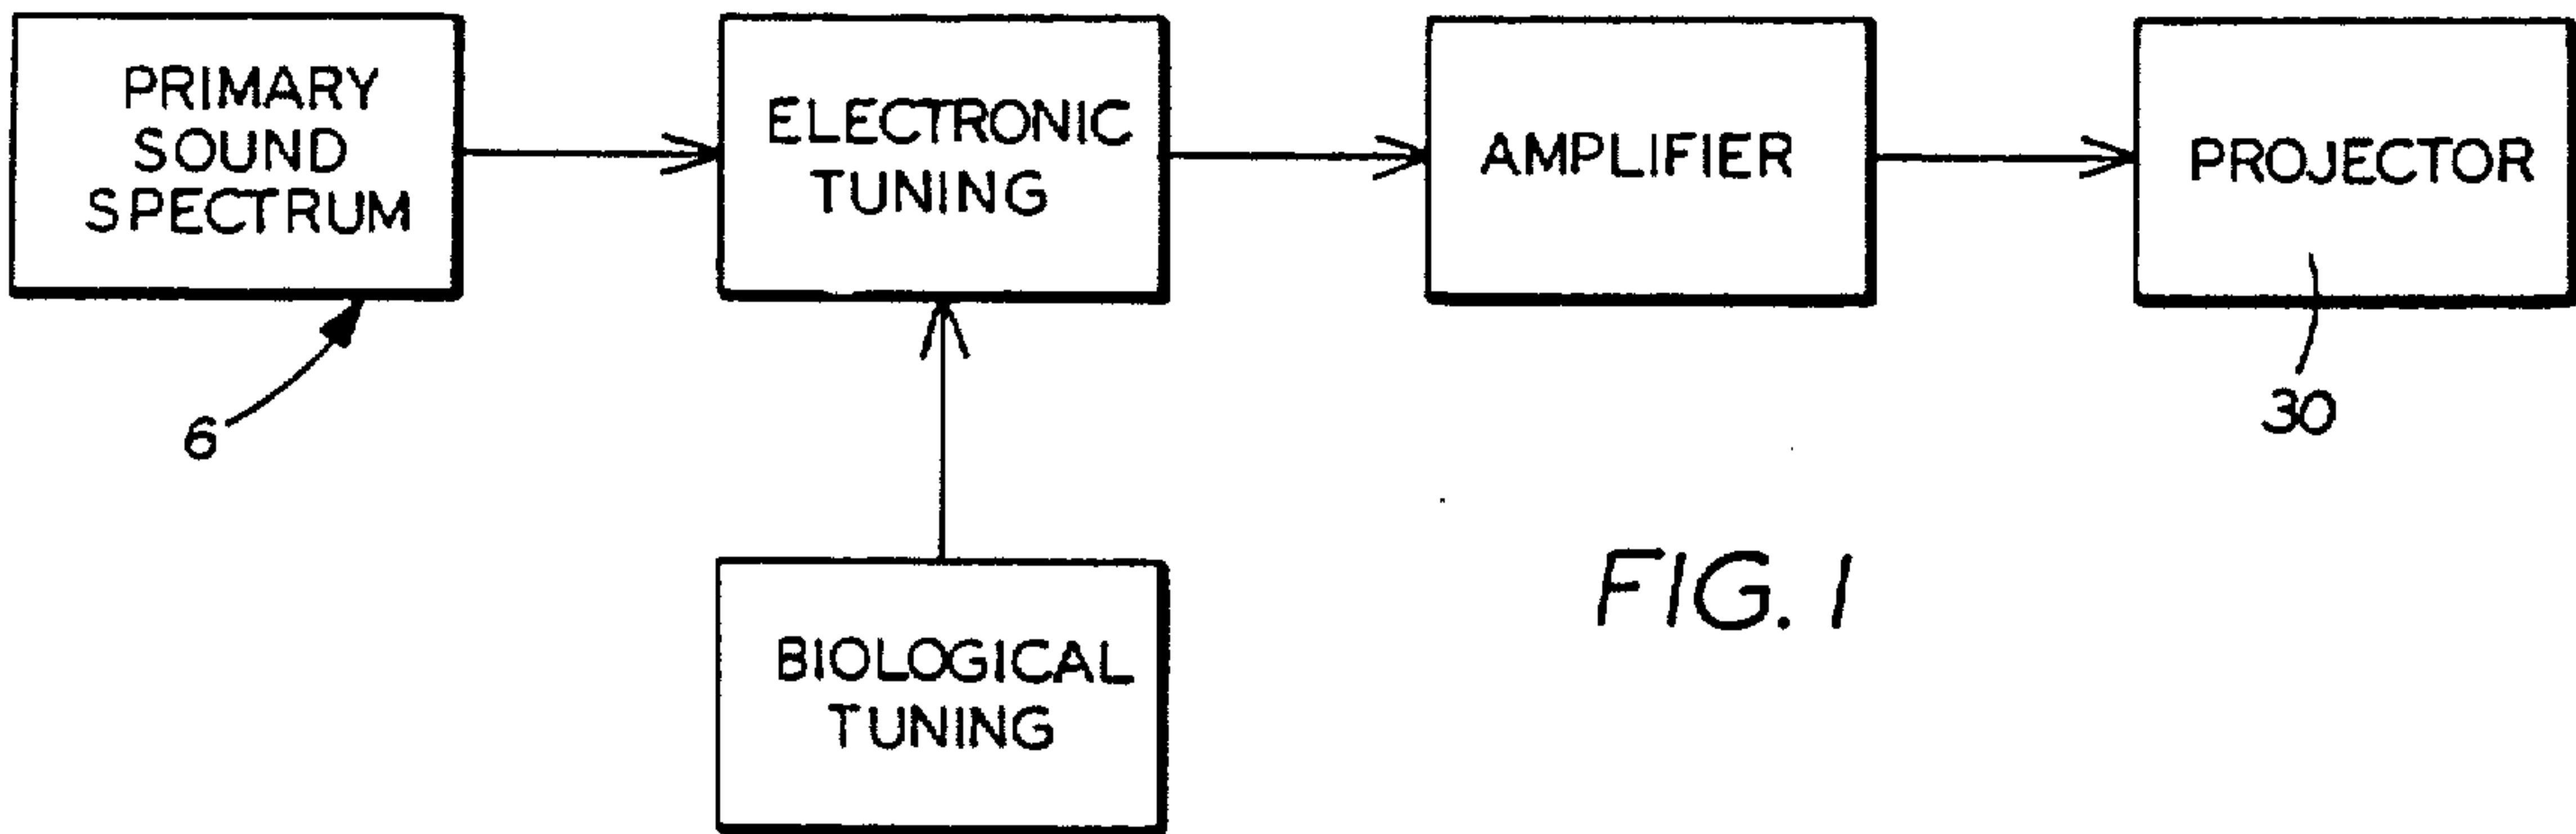 PRIMARY
SOUND
SPECTRUM
ELECTRONIC
TUNING
AMPLIFIER
PROJECTOR
6
30
BIOLOGICAL
TUNING
FIG. 1